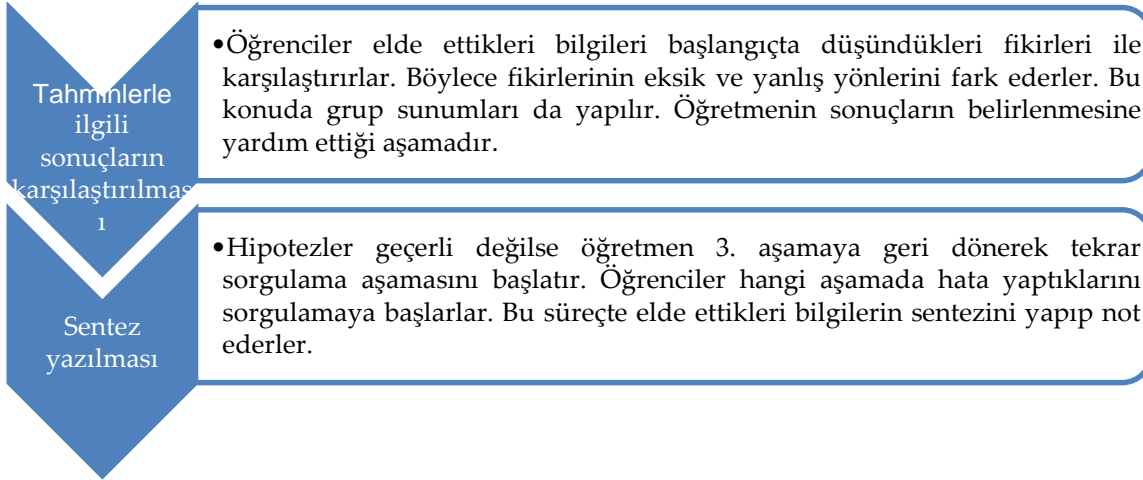 Tahminlerle
ilgili
sonuçların
karşılaştırılmas
ı
•Öğrenciler elde ettikleri bilgileri başlangıçta düşündükleri fikirleri ile
karşılaştırırlar. Böylece fikirlerinin eksik ve yanlış yönlerini fark ederler. Bu
konuda grup sunumları da yapılır. Öğretmenin sonuçların belirlenmesine
yardım ettiği aşamadır.
Sentez
yazılması
•Hipotezler geçerli değilse öğretmen 3. aşamaya geri dönerek tekrar
sorgulama aşamasını başlatır. Öğrenciler hangi aşamada hata yaptıklarını
sorgulamaya başlarlar. Bu süreçte elde ettikleri bilgilerin sentezini yapıp not
ederler.